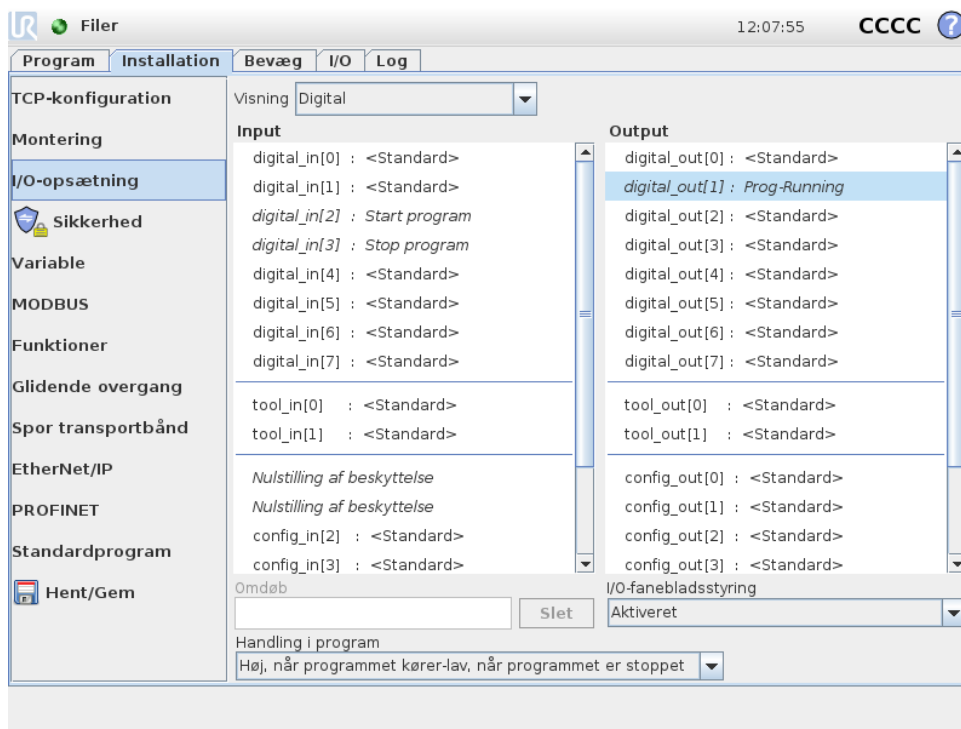 UR Filer 12:07:55 CCCC ?
Program Installation Bevæg I/O Log
TCP-konfiguration
Montering
I/O-opsætning
Sikkerhed
Variable
MODBUS
Funktioner
Glidende overgang
Spor transportbånd
EtherNet/IP
PROFINET
Standardprogram
Hent/Gem
Visning Digital
Input
digital_in[0] : <Standard>
digital_in[1] : <Standard>
digital_in[2] : Start program
digital_in[3] : Stop program
digital_in[4] : <Standard>
digital_in[5] : <Standard>
digital_in[6] : <Standard>
digital_in[7] : <Standard>
tool_in[0] : <Standard>
tool_in[1] : <Standard>
Nulstilling af beskyttelse
Nulstilling af beskyttelse
config_in[2] : <Standard>
config_in[3] : <Standard>
Output
digital_out[0] : <Standard>
digital_out[1] : Prog-Running
digital_out[2] : <Standard>
digital_out[3] : <Standard>
digital_out[4] : <Standard>
digital_out[5] : <Standard>
digital_out[6] : <Standard>
digital_out[7] : <Standard>
tool_out[0] : <Standard>
tool_out[1] : <Standard>
config_out[0] : <Standard>
config_out[1] : <Standard>
config_out[2] : <Standard>
config_out[3] : <Standard>
Omdøb
Slet
I/O-fanebladsstyring
Aktiveret
Handling i program
Høj, når programmet kører-lav, når programmet er stoppet